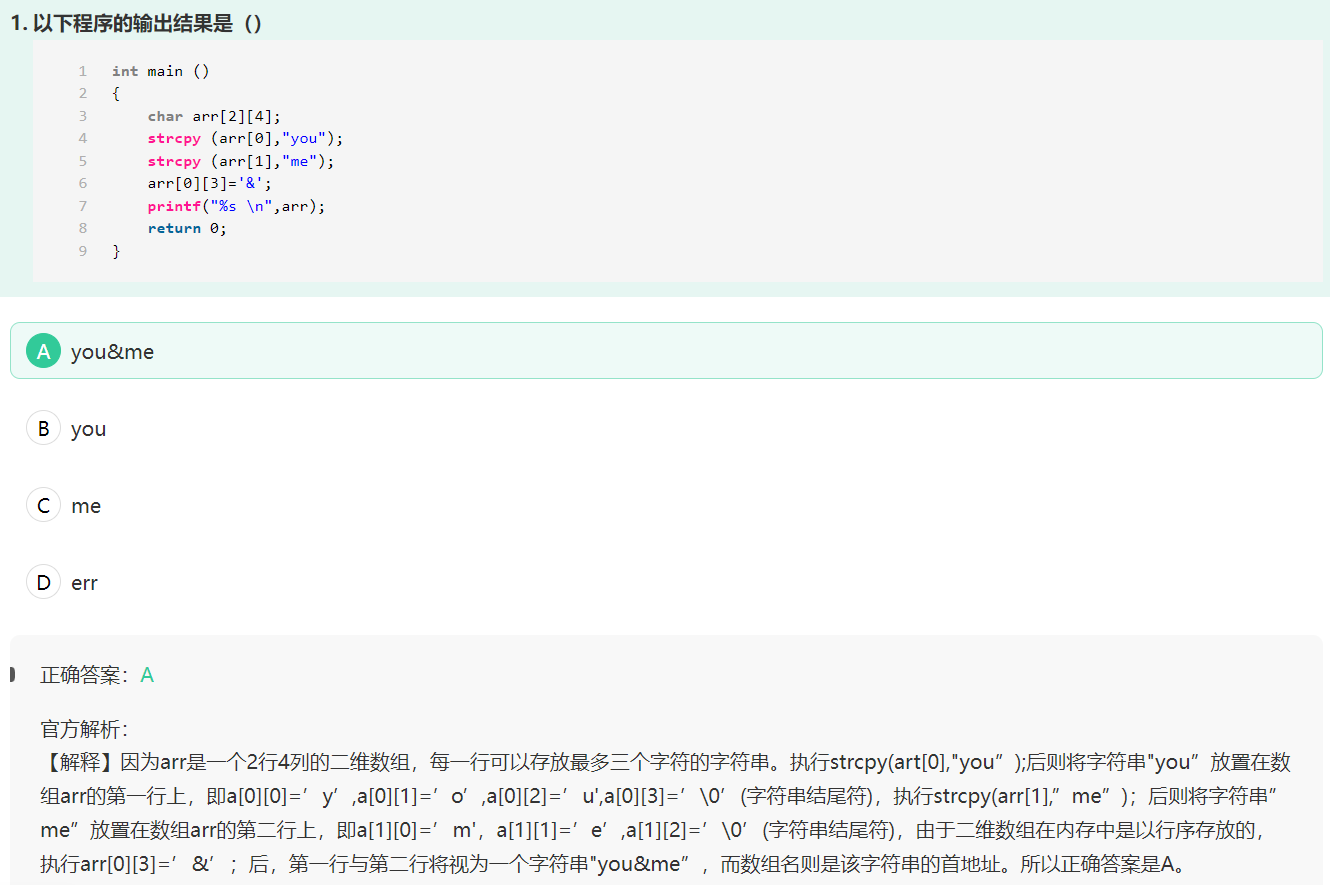 1. 以下程序的输出结果是（）
1 int main ()
2 {
3 char arr[2][4];
4 strcpy (arr[0],"you");
5 strcpy (arr[1],"me");
6 arr[0][3]='&';
7 printf("%s \n",arr);
8 return 0;
9 }
A you&me
B you
C me
D err
正确答案：A
官方解析：
【解释】因为arr是一个2行4列的二维数组，每一行可以存放最多三个字符的字符串。执行strcpy(art[0],"you”);后则将字符串"you”放置在数
组arr的第一行上，即a[0][0]=’y’,a[0][1]=’o’,a[0][2]=’u',a[0][3]=’\0’(字符串结尾符)，执行strcpy(arr[1],”me”)；后则将字符串”
me”放置在数组arr的第二行上，即a[1][0]=’m'，a[1][1]=’e’,a[1][2]=’\0’(字符串结尾符)，由于二维数组在内存中是以行序存放的，
执行arr[0][3]=’&’；后，第一行与第二行将视为一个字符串"you&me”，而数组名则是该字符串的首地址。所以正确答案是A。